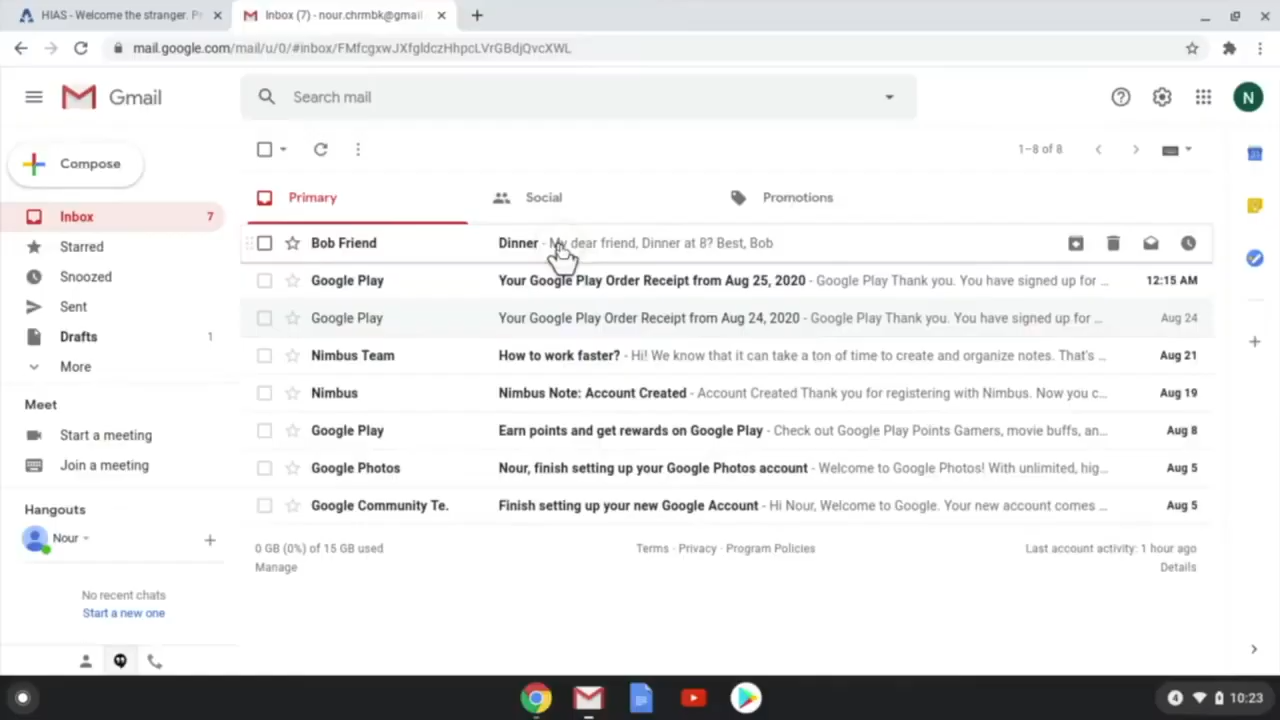 HIAS - Welcome the stranger. Pr
Inbox (7) - nour.chrmbk@gmail
mail.google.com/mail/u/0/#inbox/FMfcgxwJXfgldczHhpcLVrGBdjQvcXWL
Gmail
Search mail
N
Compose
1–8 of 8
Primary
Social
Promotions
Inbox 7
Starred
Snoozed
Sent
Drafts 1
More
Bob Friend Dinner - My dear friend, Dinner at 8? Best, Bob
Google Play Your Google Play Order Receipt from Aug 25, 2020 - Google Play Thank you. You have signed up for ... 12:15 AM
Google Play Your Google Play Order Receipt from Aug 24, 2020 - Google Play Thank you. You have signed up for ... Aug 24
Nimbus Team How to work faster? - Hi! We know that it can take a ton of time to create and organize notes. That's ... Aug 21
Nimbus Nimbus Note: Account Created - Account Created Thank you for registering with Nimbus. Now you c... Aug 19
Google Play Earn points and get rewards on Google Play - Check out Google Play Points Gamers, movie buffs, an... Aug 8
Google Photos Nour, finish setting up your Google Photos account - Welcome to Google Photos! With unlimited, hig... Aug 5
Google Community Te. Finish setting up your new Google Account - Hi Nour, Welcome to Google. Your new account comes ... Aug 5
Meet
Start a meeting
Join a meeting
Hangouts
Nour
No recent chats
Start a new one
0 GB (0%) of 15 GB used
Manage
Terms · Privacy · Program Policies
Last account activity: 1 hour ago
Details
4 10:23